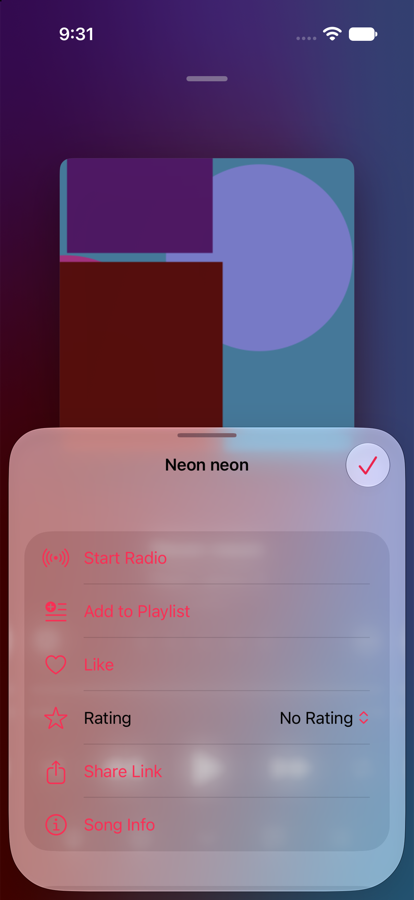 9:31
Neon neon
Start Radio
Add to Playlist
Like
Rating No Rating
Share Link
Song Info